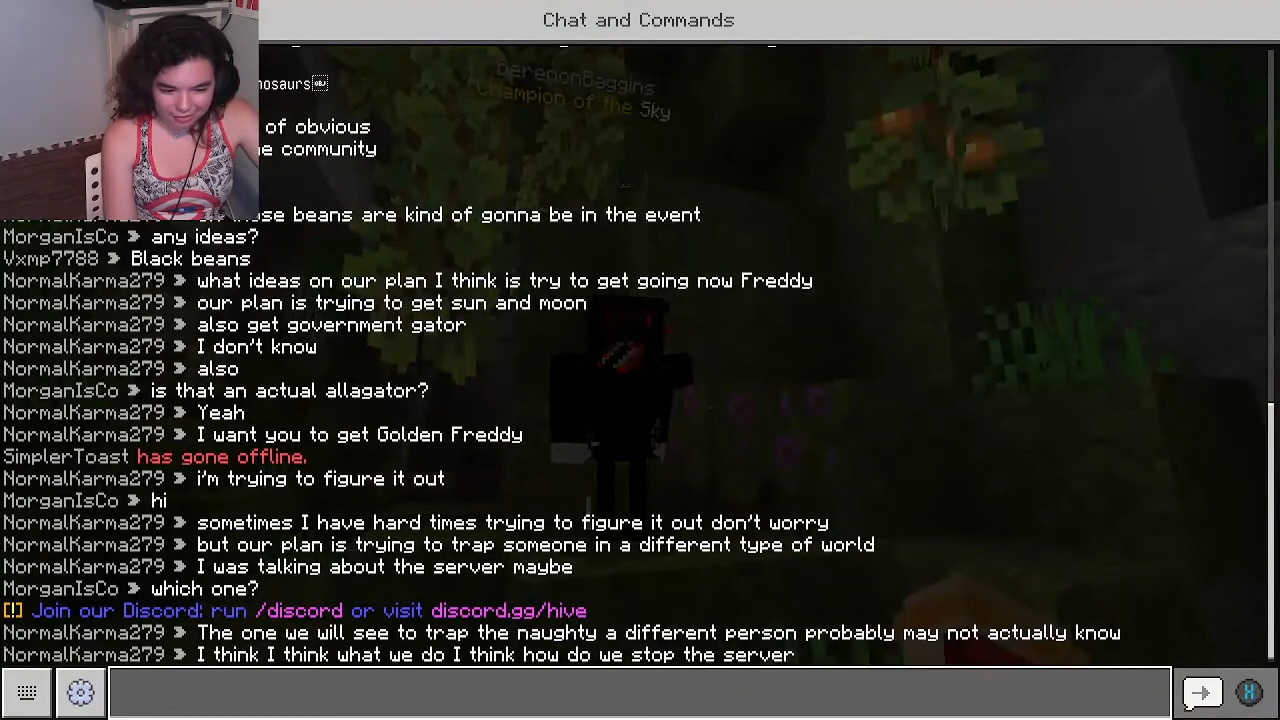 Chat and Commands
nosaurs
DeremonBaggins
Champion of the Sky
of obvious
e community
se beans are kind of gonna be in the event
MorganIsCo > any ideas?
Vxmp7788 > Black beans
NormalKarma279 > what ideas on our plan I think is try to get going now Freddy
NormalKarma279 > our plan is trying to get sun and moon
NormalKarma279 > also get government gator
NormalKarma279 > I don't know
NormalKarma279 > also
MorganIsCo > is that an actual allagator?
NormalKarma279 > Yeah
NormalKarma279 > I want you to get Golden Freddy
SimplerToast has gone offline.
NormalKarma279 > i'm trying to figure it out
MorganIsCo > hi
NormalKarma279 > sometimes I have hard times trying to figure it out don't worry
NormalKarma279 > but our plan is trying to trap someone in a different type of world
NormalKarma279 > I was talking about the server maybe
MorganIsCo > which one?
[!] Join our Discord: run /discord or visit discord.gg/hive
NormalKarma279 > The one we will see to trap the naughty a different person probably may not actually know
NormalKarma279 > I think I think what we do I think how do we stop the server
X